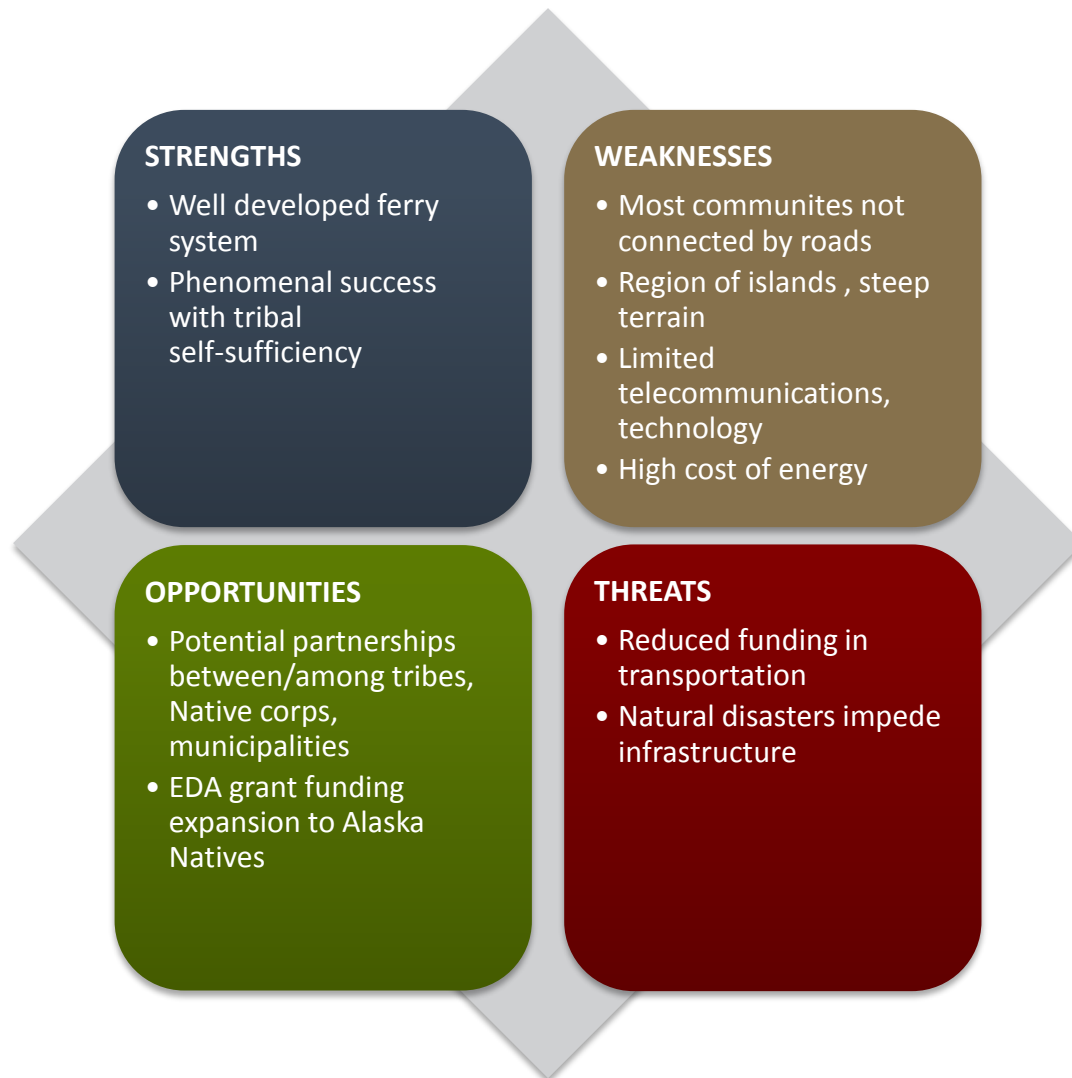 STRENGTHS
• Well developed ferry
system
• Phenomenal success
with tribal
self-sufficiency
WEAKNESSES
• Most communites not
connected by roads
• Region of islands , steep
terrain
• Limited
telecommunications,
technology
• High cost of energy
OPPORTUNITIES
• Potential partnerships
between/among tribes,
Native corps,
municipalities
• EDA grant funding
expansion to Alaska
Natives
THREATS
• Reduced funding in
transportation
• Natural disasters impede
infrastructure